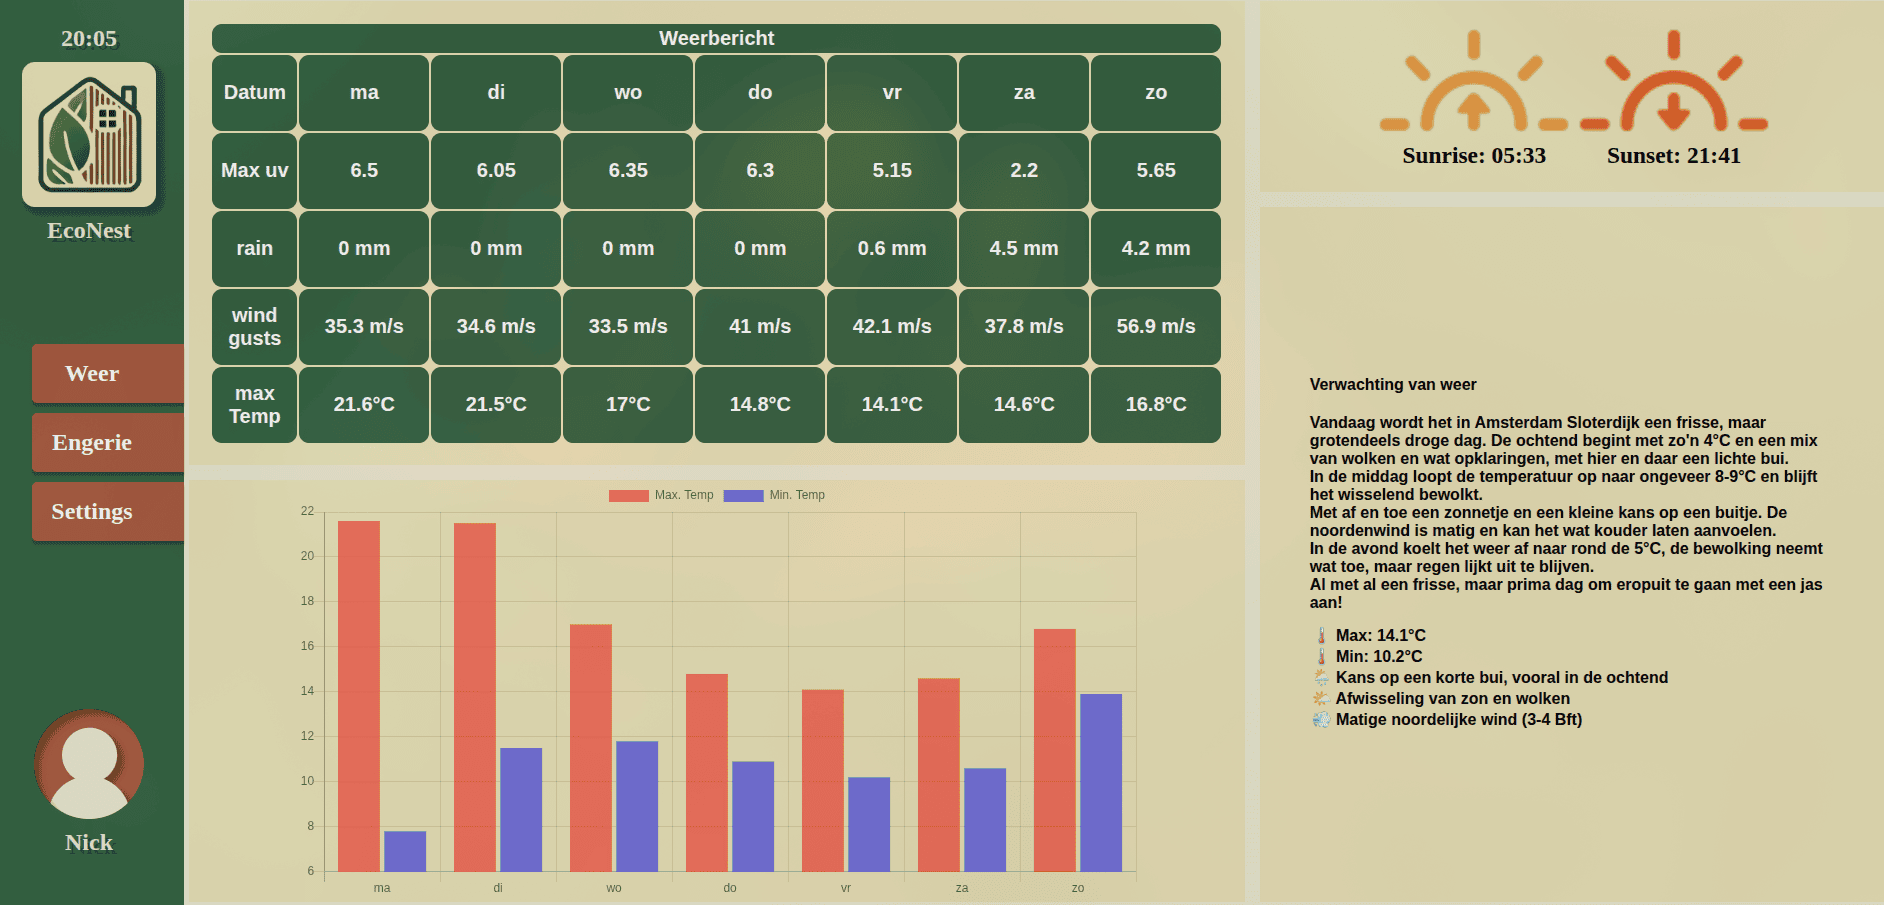 20:05
EcoNest
Weer
Engerie
Settings
Nick
Weerbericht
Datum ma di wo do vr za zo
Max uv 6.5 6.05 6.35 6.3 5.15 2.2 5.65
rain 0 mm 0 mm 0 mm 0 mm 0.6 mm 4.5 mm 4.2 mm
wind
gusts 35.3 m/s 34.6 m/s 33.5 m/s 41 m/s 42.1 m/s 37.8 m/s 56.9 m/s
max
Temp 21.6°C 21.5°C 17°C 14.8°C 14.1°C 14.6°C 16.8°C
Max. Temp Min. Temp
22
20
18
16
14
12
10
8
6
ma di wo do vr za zo
Sunrise: 05:33 Sunset: 21:41
Verwachting van weer
Vandaag wordt het in Amsterdam Sloterdijk een frisse, maar
grotendeels droge dag. De ochtend begint met zo'n 4°C en een mix
van wolken en wat opklaringen, met hier en daar een lichte bui.
In de middag loopt de temperatuur op naar ongeveer 8-9°C en blijft
het wisselend bewolkt.
Met af en toe een zonnetje en een kleine kans op een buitje. De
noordenwind is matig en kan het wat kouder laten aanvoelen.
In de avond koelt het weer af naar rond de 5°C, de bewolking neemt
wat toe, maar regen lijkt uit te blijven.
Al met al een frisse, maar prima dag om eropuit te gaan met een jas
aan!
🌡️ Max: 14.1°C
🌡️ Min: 10.2°C
🌦️ Kans op een korte bui, vooral in de ochtend
🌤️ Afwisseling van zon en wolken
💨 Matige noordelijke wind (3-4 Bft)